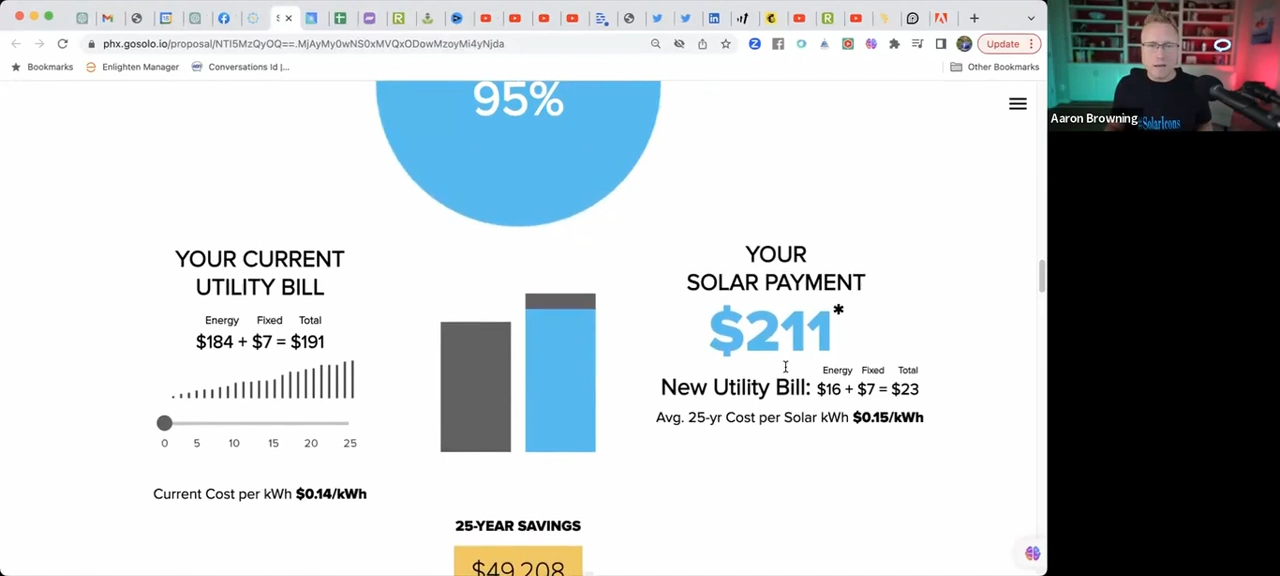 Update
phx.gosolo.io/proposal/NTI5MzQyOQ==.MjAyMy0wNS0xMVQxODowMzoyMi4yNjda
Bookmarks
Enlighten Manager
Conversations Id |...
Other Bookmarks
Aaron Browning
#SolarIcons
95%
YOUR CURRENT
UTILITY BILL
Energy Fixed Total
$184 + $7 = $191
0 5 10 15 20 25
Current Cost per kWh $0.14/kWh
YOUR
SOLAR PAYMENT
$211*
Energy Fixed Total
New Utility Bill: $16 + $7 = $23
Avg. 25-yr Cost per Solar kWh $0.15/kWh
25-YEAR SAVINGS
$49,208